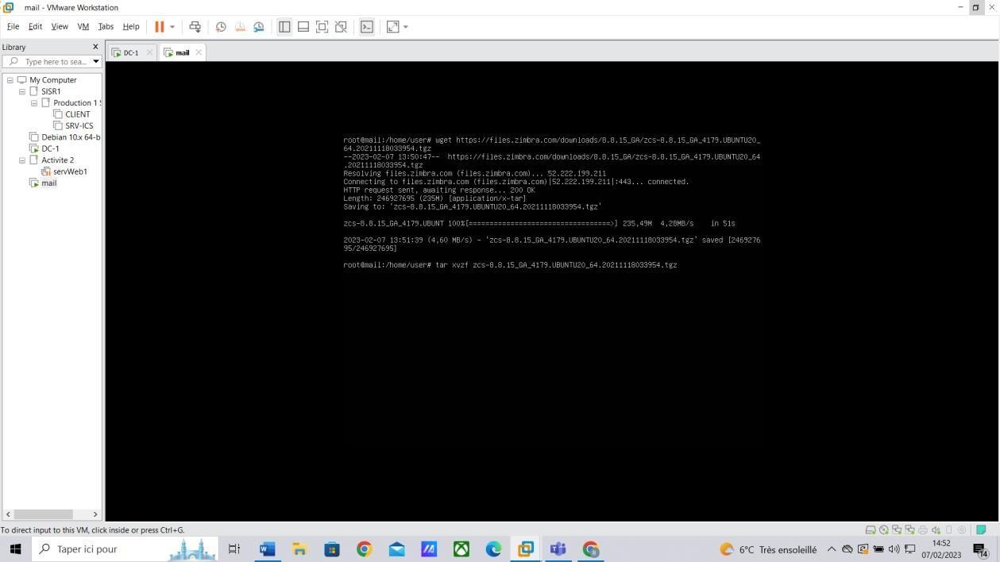 mail - VMware Workstation
File Edit View VM Tabs Help
Library
DC-1
mail
Type here to sea...
My Computer
SISR1
Production 1
CLIENT
SRV-ICS
Debian 10.x 64-b
DC-1
Activite 2
servWeb1
mail
root@mail:/home/user# wget https://files.zimbra.com/downloads/8.8.15_GA/zcs-8.8.15_GA_4179.UBUNTU20_
64.20211118033954.tgz
--2023-02-07 13:50:47--  https://files.zimbra.com/downloads/8.8.15_GA/zcs-8.8.15_GA_4179.UBUNTU20_64
.20211118033954.tgz
Resolving files.zimbra.com (files.zimbra.com)... 52.222.199.211
Connecting to files.zimbra.com (files.zimbra.com)|52.222.199.211|:443... connected.
HTTP request sent, awaiting response... 200 OK
Length: 246927695 (235M) [application/x-tar]
Saving to: 'zcs-8.8.15_GA_4179.UBUNTU20_64.20211118033954.tgz'
zcs-8.8.15_GA_4179.UBUNT 100%[==================================>] 235,49M  4,28MB/s    in 51s
2023-02-07 13:51:39 (4,60 MB/s) - 'zcs-8.8.15_GA_4179.UBUNTU20_64.20211118033954.tgz' saved [2469276
95/246927695]
root@mail:/home/user# tar xvzf zcs-8.8.15_GA_4179.UBUNTU20_64.20211118033954.tgz
To direct input to this VM, click inside or press Ctrl+G.
Taper ici pour
6°C Très ensoleillé
14:52
07/02/2023
14